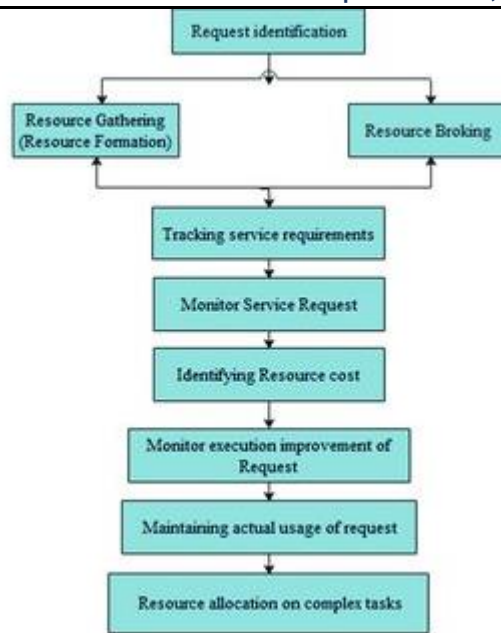 Request identification
Resource Gathering
(Resource Formation)
Resource Broking
Tracking service requirements
Monitor Service Request
Identifying Resource cost
Monitor execution improvement of
Request
Maintaining actual usage of request
Resource allocation on complex tasks